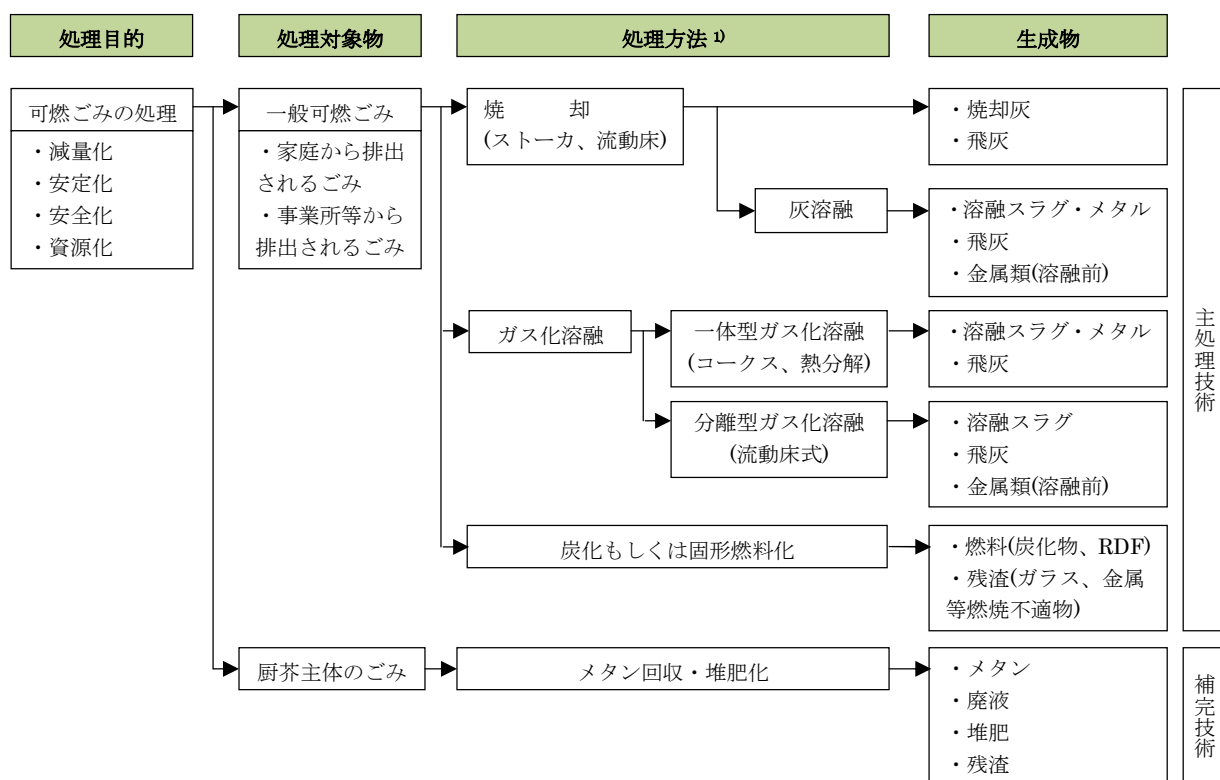 処理目的
処理対象物
処理方法 1)
生成物
可燃ごみの処理
・減量化
・安定化
・安全化
・資源化
一般可燃ごみ
・家庭から排出
されるごみ
・事業所等から
排出されるごみ
焼　却
(ストーカ、流動床)
・焼却灰
・飛灰
灰溶融
・溶融スラグ・メタル
・飛灰
・金属類(溶融前)
ガス化溶融
一体型ガス化溶融
(コークス、熱分解)
・溶融スラグ・メタル
・飛灰
分離型ガス化溶融
(流動床式)
・溶融スラグ
・飛灰
・金属類(溶融前)
炭化もしくは固形燃料化
・燃料(炭化物、RDF)
・残渣(ガラス、金属
等燃焼不適物)
主処理技術
厨芥主体のごみ
メタン回収・堆肥化
・メタン
・廃液
・堆肥
・残渣
補完技術